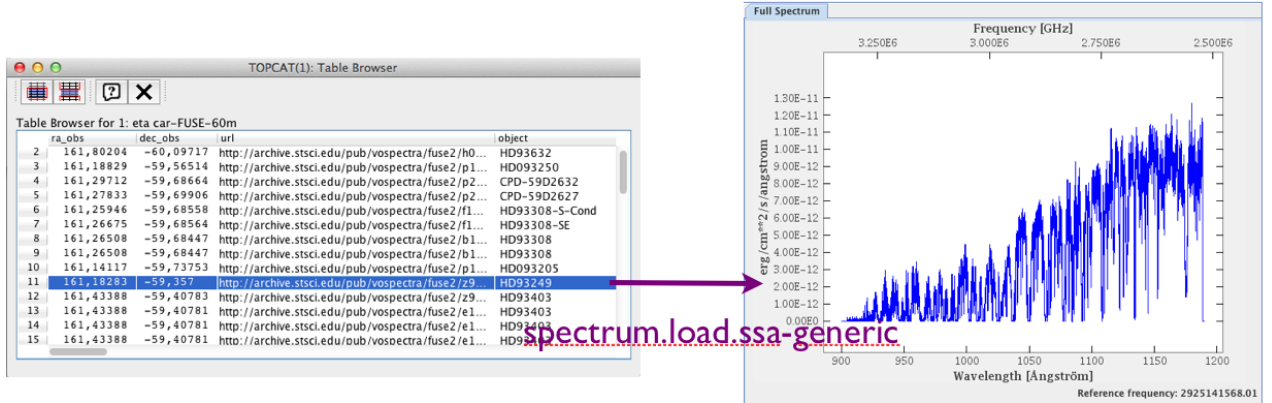 TOPCAT(1): Table Browser
Table Browser for 1: eta car-FUSE-60m
ra_obs dec_obs url object
2 161,80204 -60,09717 http://archive.stsci.edu/pub/vospectra/fuse2/h0... HD93632
3 161,18829 -59,56514 http://archive.stsci.edu/pub/vospectra/fuse2/p1... HD093250
4 161,29712 -59,68664 http://archive.stsci.edu/pub/vospectra/fuse2/p2... CPD-59D2632
5 161,27833 -59,69906 http://archive.stsci.edu/pub/vospectra/fuse2/p2... CPD-59D2627
6 161,25946 -59,68558 http://archive.stsci.edu/pub/vospectra/fuse2/f1... HD93308-S-Cond
7 161,26675 -59,68564 http://archive.stsci.edu/pub/vospectra/fuse2/f1... HD93308-SE
8 161,26508 -59,68447 http://archive.stsci.edu/pub/vospectra/fuse2/b1... HD93308
9 161,26508 -59,68447 http://archive.stsci.edu/pub/vospectra/fuse2/b1... HD93308
10 161,14117 -59,73753 http://archive.stsci.edu/pub/vospectra/fuse2/p1... HD093205
11 161,18283 -59,357 http://archive.stsci.edu/pub/vospectra/fuse2/z9... HD93249
12 161,43388 -59,40783 http://archive.stsci.edu/pub/vospectra/fuse2/z9... HD93403
13 161,43388 -59,40781 http://archive.stsci.edu/pub/vospectra/fuse2/e1... HD93403
14 161,43388 -59,40781 http://archive.stsci.edu/pub/vospectra/fuse2/e1...
15 161,43388 -59,40781 http://archive.stsci.edu/pub/vospectra/fuse2/e1...
spectrum.load.ssa-generic
Full Spectrum
Frequency [GHz]
3.250E6 3.000E6 2.750E6 2.500E6
1.30E-11
1.20E-11
1.10E-11
1.00E-11
9.00E-12
8.00E-12
7.00E-12
6.00E-12
5.00E-12
4.00E-12
3.00E-12
2.00E-12
1.00E-12
0.00E0
erg/cm**2/s/angstrom
900 950 1000 1050 1100 1150 1200
Wavelength [Ångström]
Reference frequency: 2925141568.01